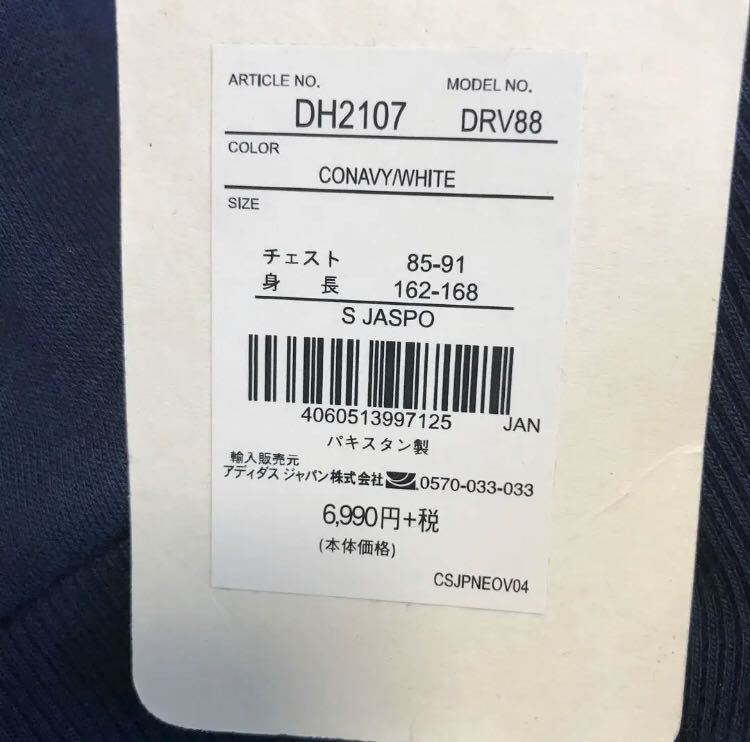 ARTICLE NO. MODEL NO.
DH2107 DRV88
COLOR
CONAVY/WHITE
SIZE
チェスト 85-91
身 長 162-168
S JASPO
4060513997125 JAN
パキスタン製
輸入販売元
アディダス ジャパン株式会社 0570-033-033
6,990円+税
(本体価格)
CSJPNEOV04